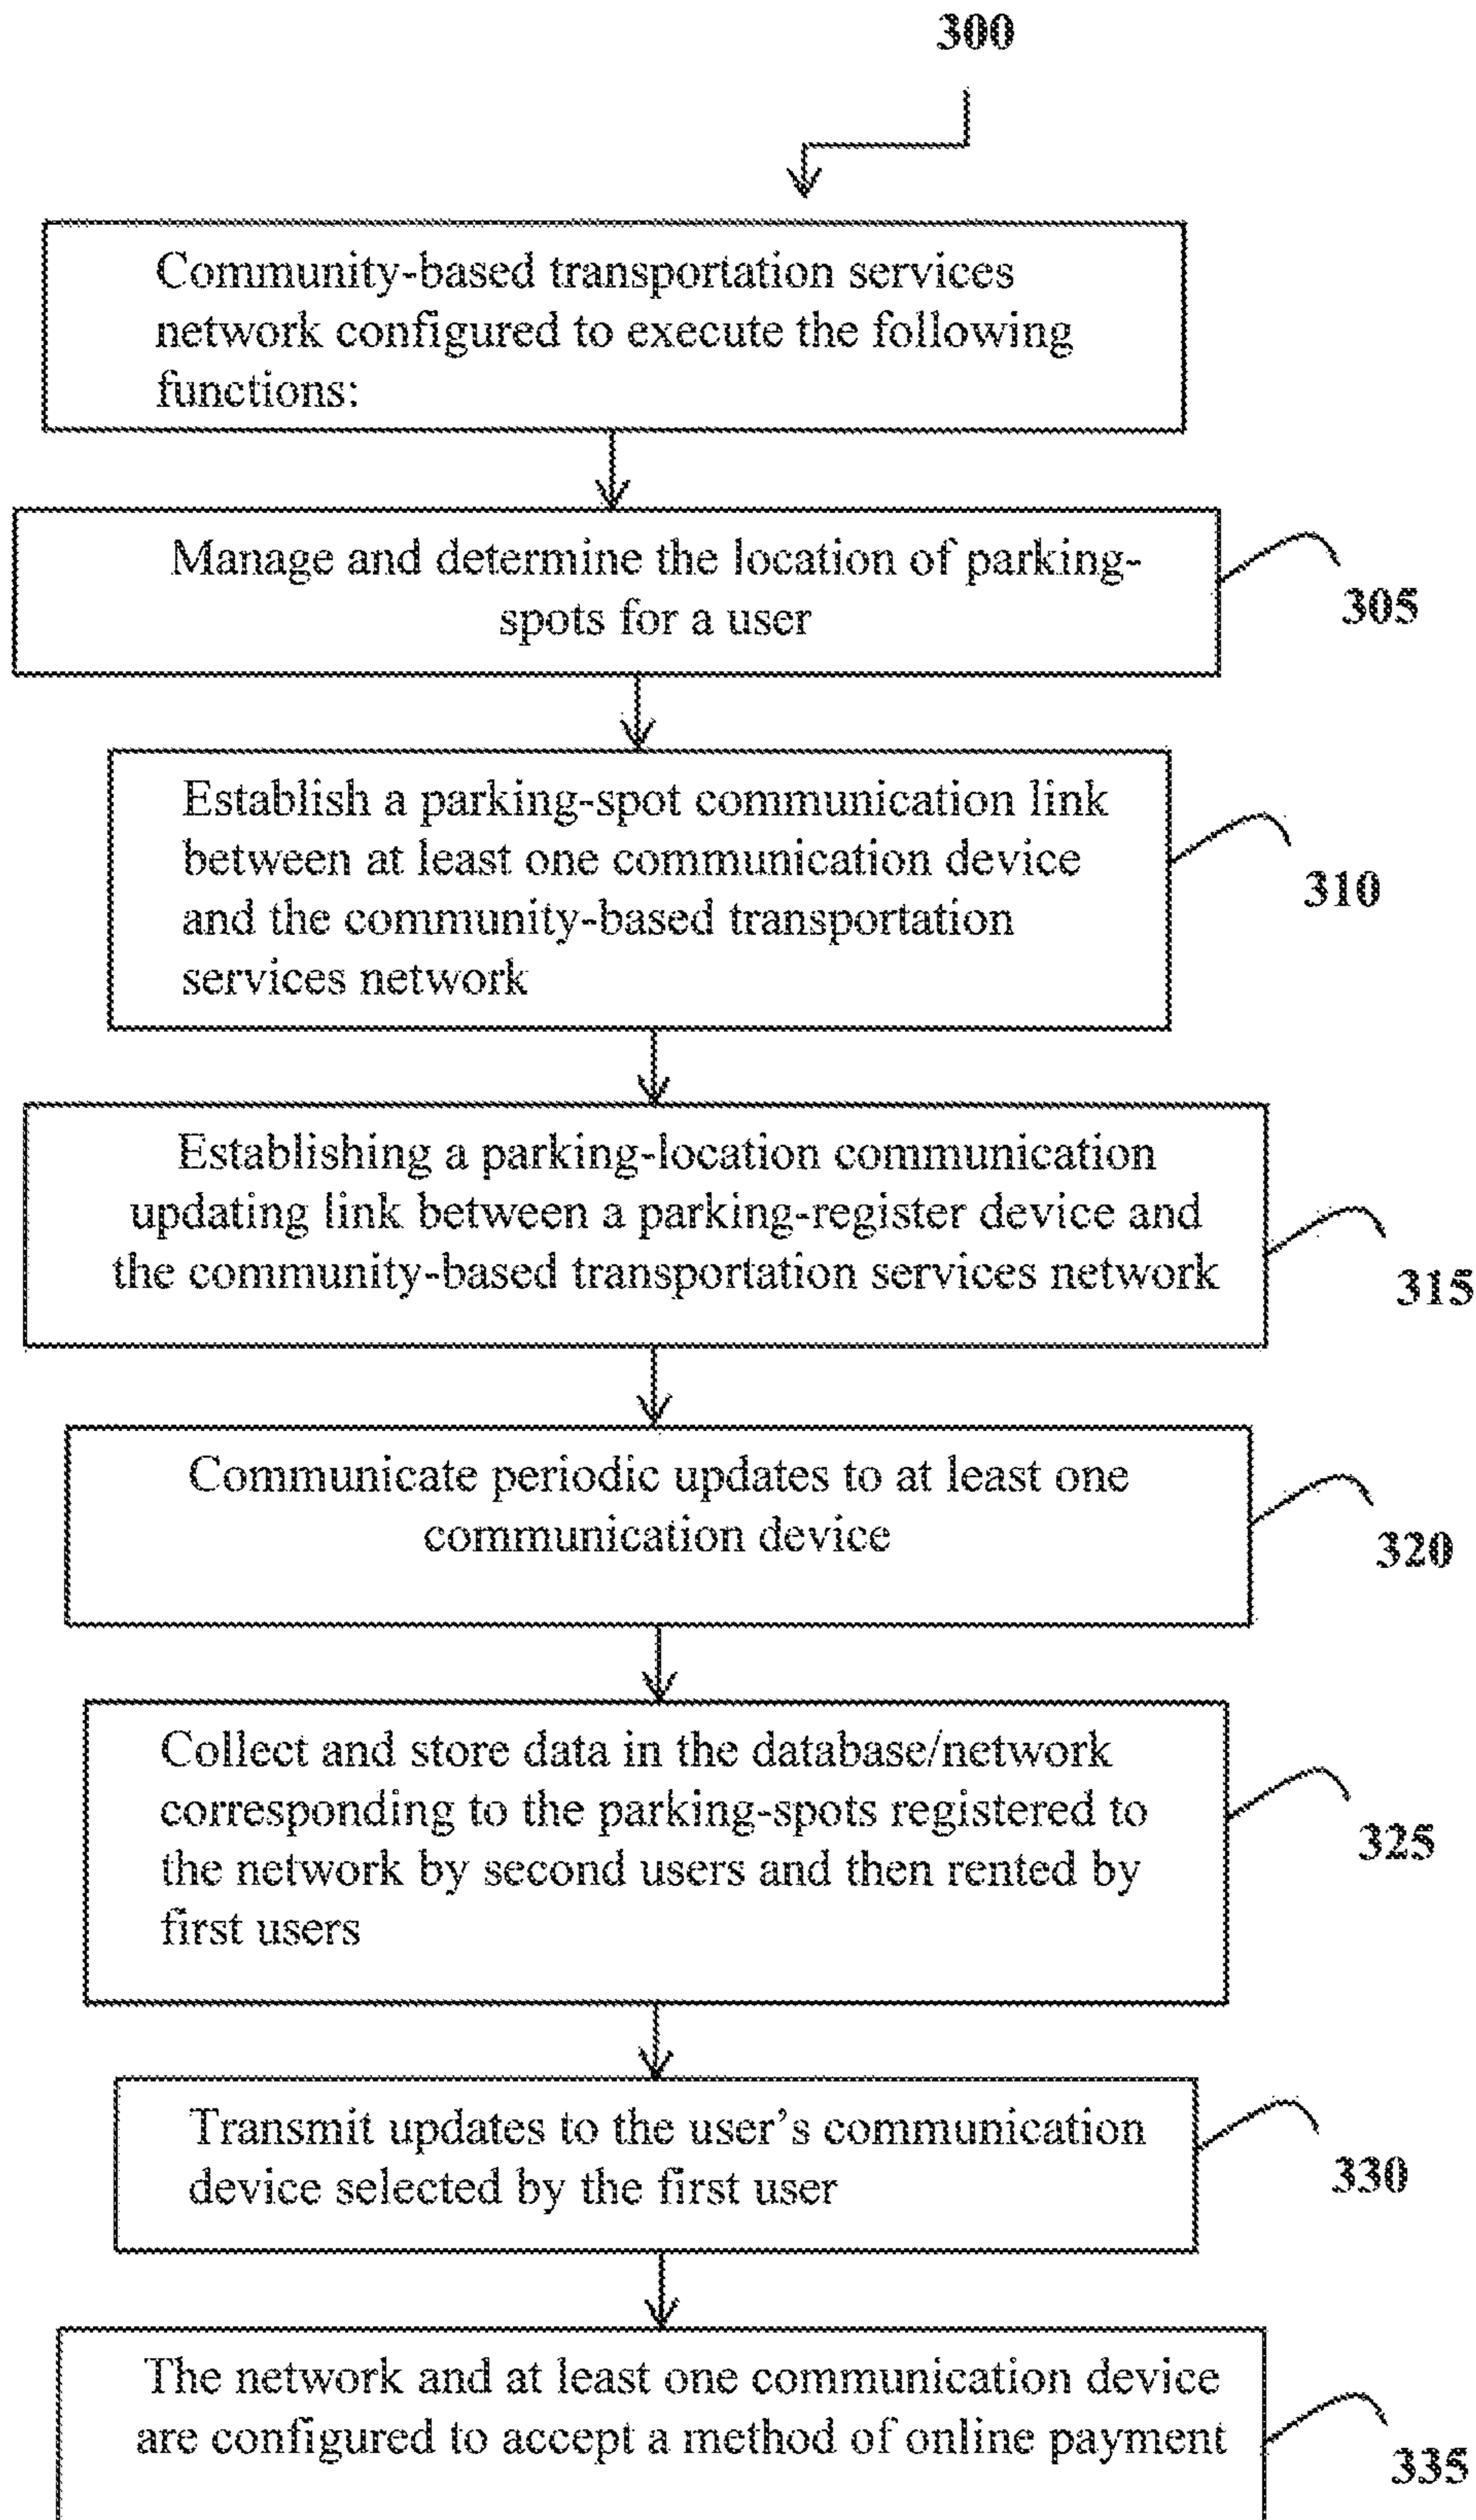 300
Community-based transportation services
network configured to execute the following
functions:
Manage and determine the location of parking-
spots for a user
305
Establish a parking-spot communication link
between at least one communication device
and the community-based transportation
services network
310
Establishing a parking-location communication
updating link between a parking-register device and
the community-based transportation services network
315
Communicate periodic updates to at least one
communication device
320
Collect and store data in the database/network
corresponding to the parking-spots registered to
the network by second users and then rented by
first users
325
Transmit updates to the user's communication
device selected by the first user
330
The network and at least one communication device
are configured to accept a method of online payment
335